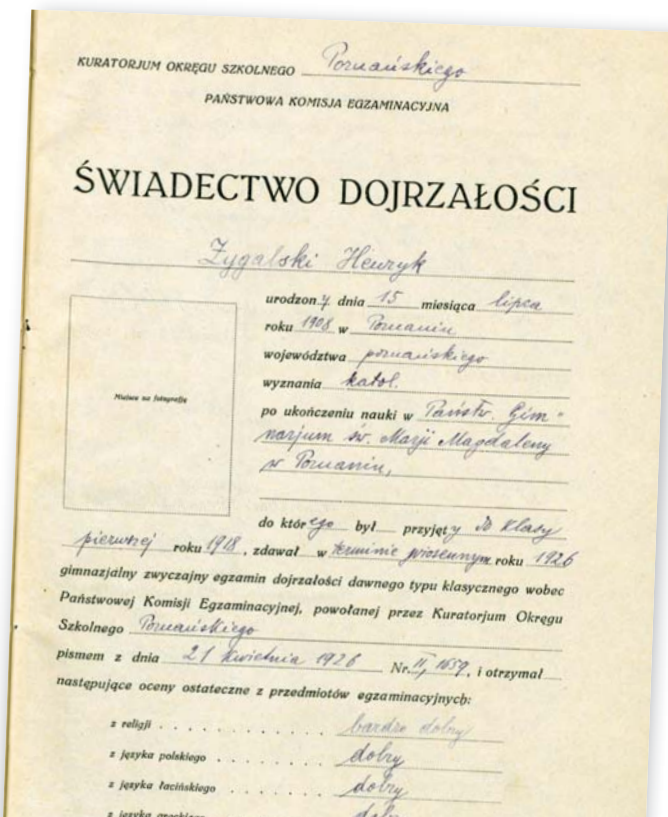 KURATORJUM OKRĘGU SZKOLNEGO Poznańskiego
PAŃSTWOWA KOMISJA EGZAMINACYJNA
ŚWIADECTWO DOJRZAŁOŚCI
Zygalski Henryk
urodzony dnia 15 miesiąca lipca
roku 1908 w Poznaniu
województwa poznańskiego
wyznania katol.
Miejsce na fotografję
po ukończeniu nauki w Państw. Gim"
nazjum św. Marji Magdaleny
w Poznaniu,
do którego był przyjęty do klasy
pierwszej roku 1918, zdawał w terminie wiosennym roku 1926
gimnazjalny zwyczajny egzamin dojrzałości dawnego typu klasycznego wobec
Państwowej Komisji Egzaminacyjnej, powołanej przez Kuratorjum Okręgu
Szkolnego Poznańskiego
pismem z dnia 21 kwietnia 1926 Nr. II, 1659, i otrzymał
następujące oceny ostateczne z przedmiotów egzaminacyjnych:
z religji . . . . . . . . . . . . bardzo dobry
z języka polskiego . . . . . . . . dobry
z języka łacińskiego . . . . . . . dobry
z języka greckiego